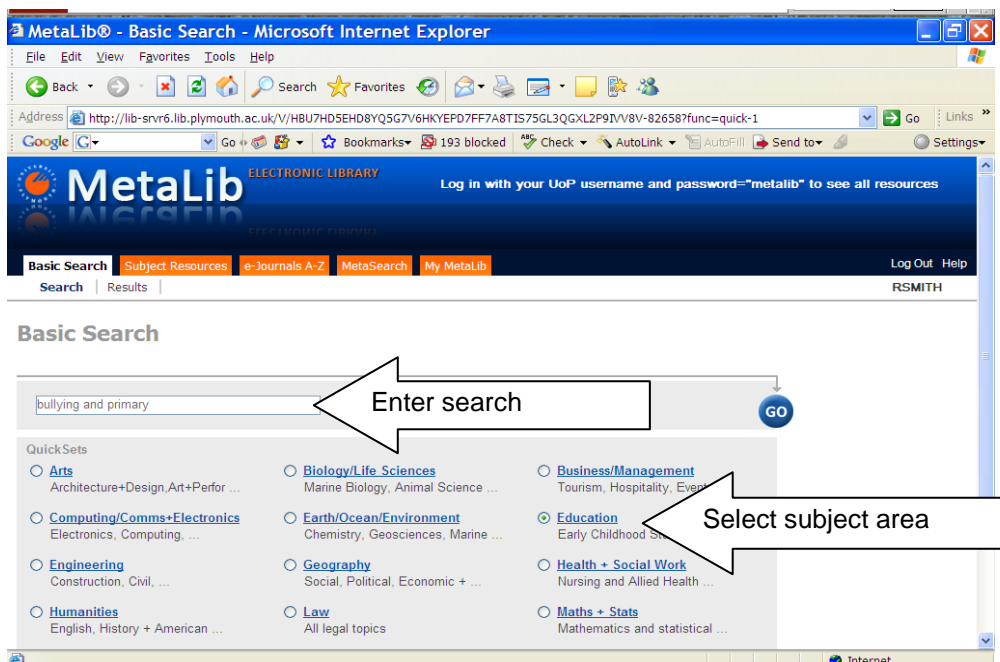 MetaLib® - Basic Search - Microsoft Internet Explorer
File Edit View Favorites Tools Help
Back Search Favorites
Address http://lib-srvr6.lib.plymouth.ac.uk/V/HBU7HD5EHD8YQ5G7V6HKYEPD7FF7A8TIS75GL3QGXL2P9IVV8V-82658?func=quick-1 Go Links »
Google G Go Bookmarks 193 blocked ABC Check AutoLink AutoFill Send to Settings
MetaLib ELECTRONIC LIBRARY Log in with your UoP username and password="metalib" to see all resources
Basic Search Subject Resources e-Journals A-Z MetaSearch My MetaLib Log Out Help
Search | Results | RSMITH
Basic Search
bullying and primary Enter search GO
QuickSets
Arts Biology/Life Sciences Business/Management
Architecture+Design,Art+Perfor ... Marine Biology, Animal Science ... Tourism, Hospitality,
Computing/Comms+Electronics Earth/Ocean/Environment Education Select subject area
Electronics, Computing, ... Chemistry, Geosciences, Marine ... Early Childhood
Engineering Geography Health + Social Work
Construction, Civil, ... Social, Political, Economic + ... Nursing and Allied Health ...
Humanities Law Maths + Stats
English, History + American ... All legal topics Mathematics and statistical ...
Internet